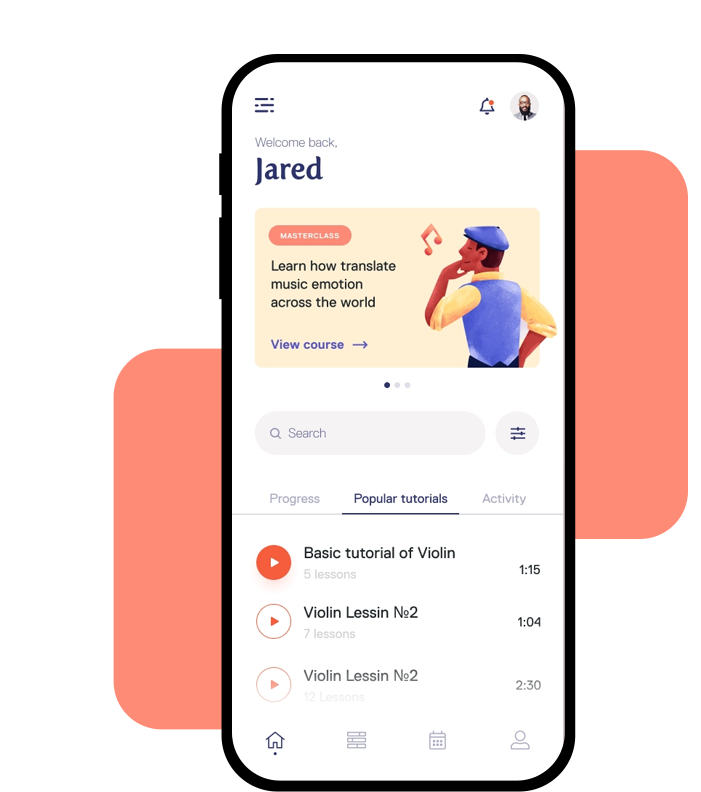 Welcome back,
Jared
MASTERCLASS
Learn how translate
music emotion
across the world
View course
Search
Progress
Popular tutorials
Activity
Basic tutorial of Violin
5 lessons
1:15
Violin Lessin №2
7 lessons
1:04
Violin Lessin №2
12 Lessons
2:30